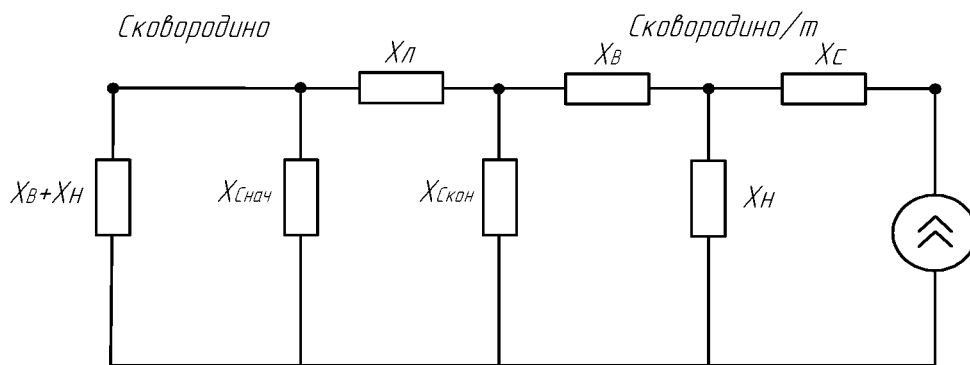 Сковородино
Сковородино/т
Xл
Xв
Xс
Xв+Xн
XCнач
XCкон
Xн